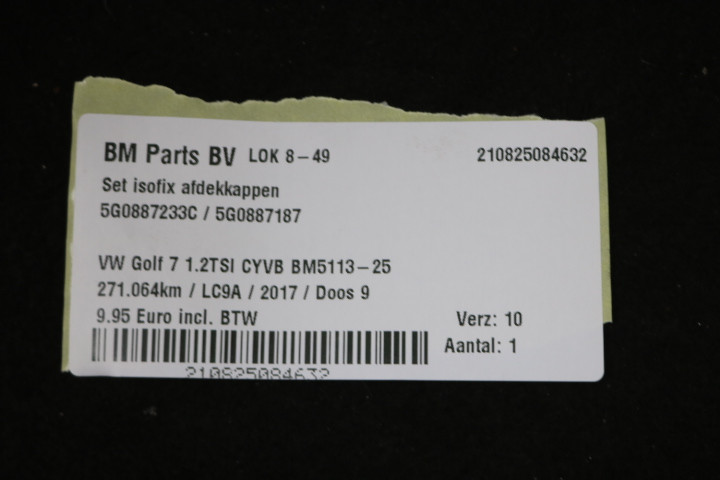 BM Parts BV LOK 8-49 210825084632
Set isofix afdekkappen
5G0887233C / 5G0887187
VW Golf 7 1.2TSI CYVB BM5113-25
271.064km / LC9A / 2017 / Doos 9
9.95 Euro incl. BTW Verz: 10
Aantal: 1
210825084632